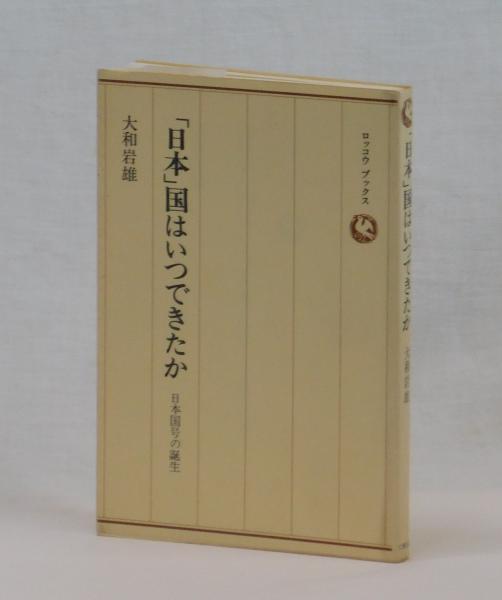 ロッコウ ブックス
「日本」国はいつできたか
日本国号の誕生
大和岩雄
「日本」国はいつできたか
大和岩雄